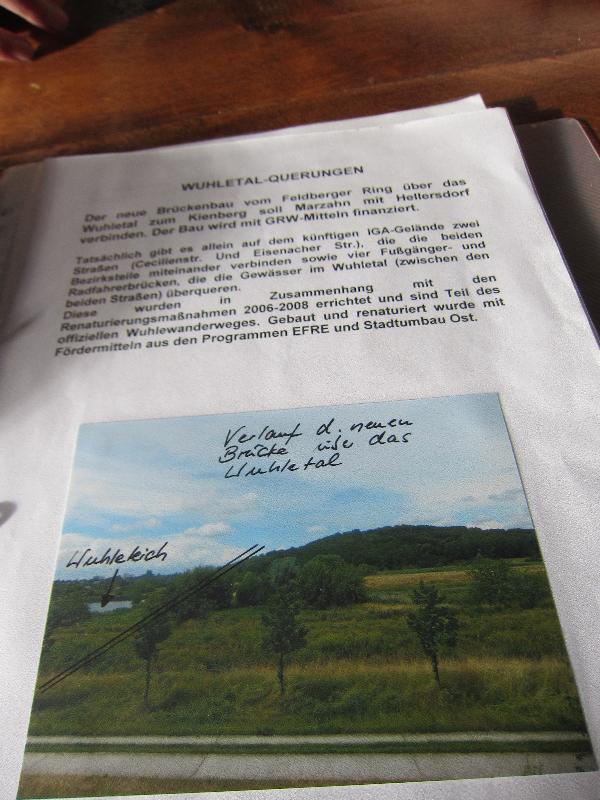 WUHLETAL-QUERUNGEN
Der neue Brückenbau vom Feldberger Ring über das
Wuhletal zum Kienberg soll Marzahn mit Hellersdorf
verbinden. Der Bau wird mit GRW-Mitteln finanziert.
Tatsächlich gibt es allein auf dem künftigen IGA-Gelände zwei
Straßen (Cecilienstr. Und Eisenacher Str.), die die beiden
Bezirksteile miteinander verbinden sowie vier Fußgänger- und
Radfahrerbrücken, die die Gewässer im Wuhletal (zwischen den
beiden Straßen) überqueren.
Diese wurden in Zusammenhang mit den
Renaturierungsmaßnahmen 2006-2008 errichtet und sind Teil des
offiziellen Wuhlewanderweges. Gebaut und renaturiert wurde mit
Fördermitteln aus den Programmen EFRE und Stadtumbau Ost.
Verlauf d. neuen
Brücke über das
Wuhletal
Wuhleteich